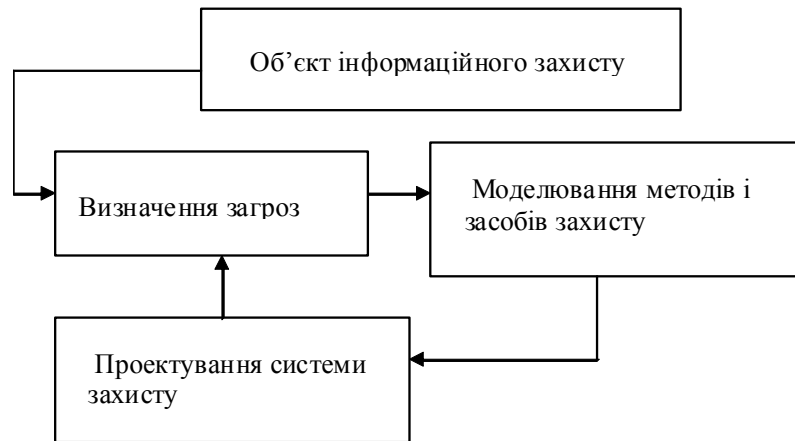 Об’єкт інформаційного захисту
Визначення загроз
Моделювання методів і
засобів захисту
Проектування системи
захисту